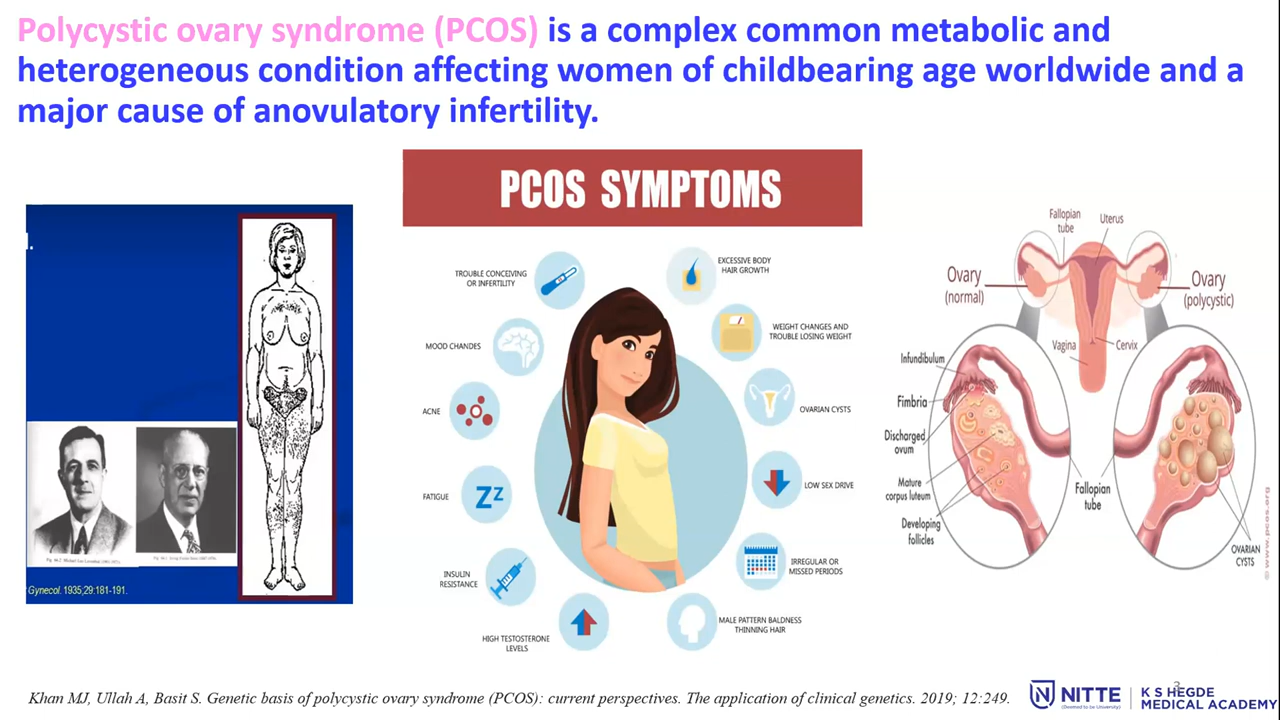 Polycystic ovary syndrome (PCOS) is a complex common metabolic and
heterogeneous condition affecting women of childbearing age worldwide and a
major cause of anovulatory infertility.
Gynecol. 1935;29:181-191.
PCOS SYMPTOMS
TROUBLE CONCEIVING
OR INFERTILITY
MOOD CHANDES
ACNE
FATIGUE
ZZ
INSULIN
RESISTANCE
HIGH TESTOSTERONE
LEVELS
EXCESSIVE BODY
HAIR GROWTH
WEIGHT CHANGES AND
TROUBLE LOSING WEIGHT
OVARIAN CYSTS
LOW SEX DRIVE
IRREGULAR OR
MISSED PERIODS
MALE PATTERN BALDNESS
THINNING HAIR
Fallopian
tube
Uterus
Ovary
(normal)
Ovary
(polycystic)
Vagina
Cervix
Infundibulum
Fimbria
Discharged
ovum
Mature
corpus luteum
Developing
follicles
Fallopian
tube
OVARIAN
CYSTS
© www.pcos.org
Khan MJ, Ullah A, Basit S. Genetic basis of polycystic ovary syndrome (PCOS): current perspectives. The application of clinical genetics. 2019; 12:249.
3
NITTE
(Deemed to be University)
K S HEGDE
MEDICAL ACADEMY